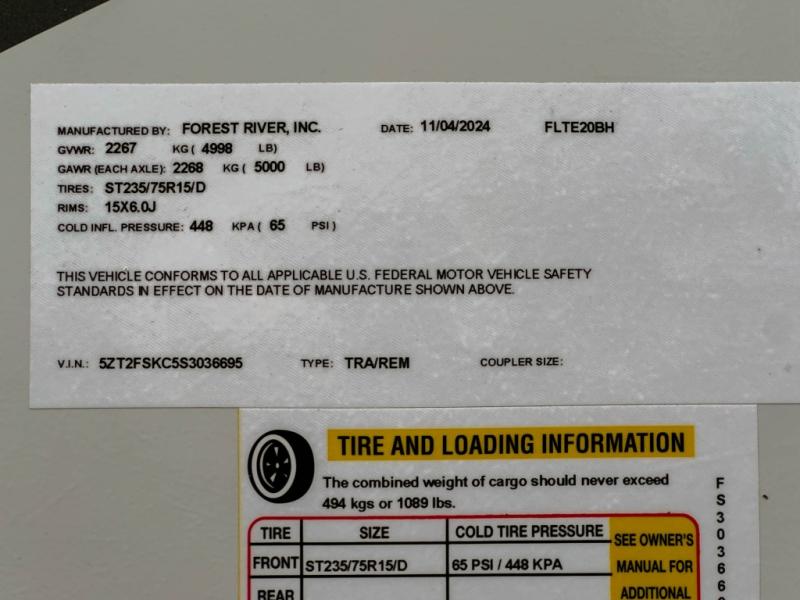 MANUFACTURED BY: FOREST RIVER, INC. DATE: 11/04/2024 FLTE20BH
GVWR: 2267 KG ( 4998 LB)
GAWR (EACH AXLE): 2268 KG ( 5000 LB)
TIRES: ST235/75R15/D
RIMS: 15X6.0J
COLD INFL. PRESSURE: 448 KPA ( 65 PSI )
THIS VEHICLE CONFORMS TO ALL APPLICABLE U.S. FEDERAL MOTOR VEHICLE SAFETY
STANDARDS IN EFFECT ON THE DATE OF MANUFACTURE SHOWN ABOVE.
V.I.N.: 5ZT2FSKC5S3036695 TYPE: TRA/REM COUPLER SIZE:
TIRE AND LOADING INFORMATION
The combined weight of cargo should never exceed
494 kgs or 1089 lbs.
TIRE SIZE COLD TIRE PRESSURE SEE OWNER'S
FRONT ST235/75R15/D 65 PSI / 448 KPA MANUAL FOR
REAR ADDITIONAL
FS30366